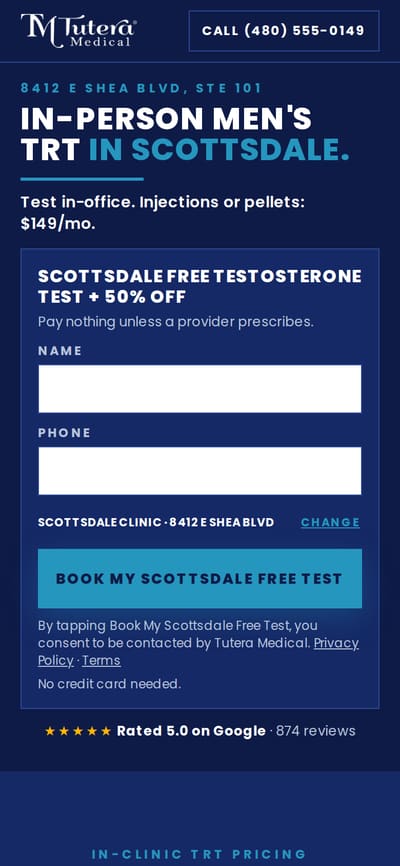 TM Tutera®
Medical
CALL (480) 555-0149
8412 E SHEA BLVD, STE 101
IN-PERSON MEN'S
TRT IN SCOTTSDALE.
Test in-office. Injections or pellets:
$149/mo.
SCOTTSDALE FREE TESTOSTERONE
TEST + 50% OFF
Pay nothing unless a provider prescribes.
NAME
PHONE
SCOTTSDALE CLINIC · 8412 E SHEA BLVD CHANGE
BOOK MY SCOTTSDALE FREE TEST
By tapping Book My Scottsdale Free Test, you
consent to be contacted by Tutera Medical. Privacy
Policy · Terms
No credit card needed.
★★★★★ Rated 5.0 on Google · 874 reviews
IN-CLINIC TRT PRICING